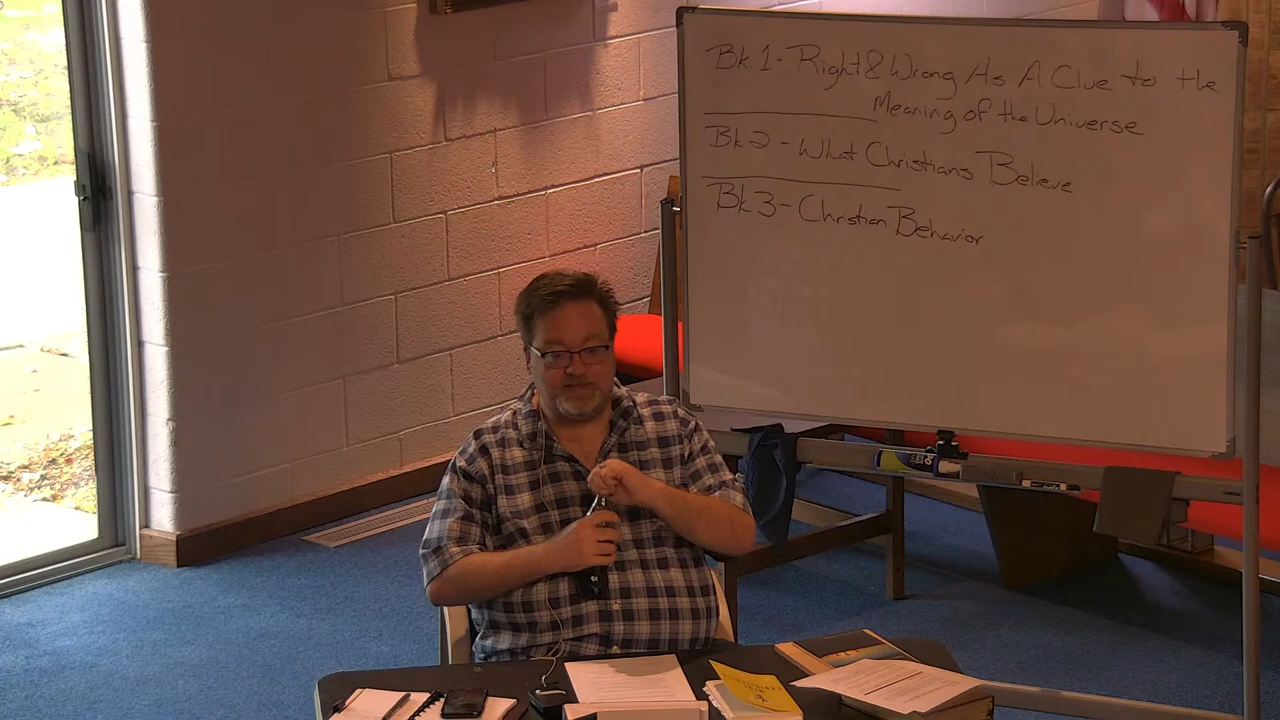 Bk. 1 - Right & Wrong As A Clue to the
Meaning of the Universe
Bk 2 - What Christians Believe
Bk 3 - Christian Behavior